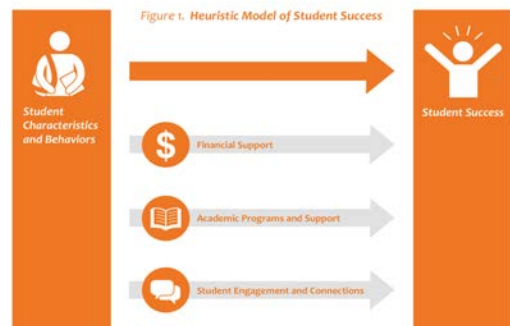 Figure 1. Heuristic Model of Student Success
Student
Characteristics
and Behaviors
Student Success
$
Financial Support
Academic Programs and Support
Student Engagement and Connections